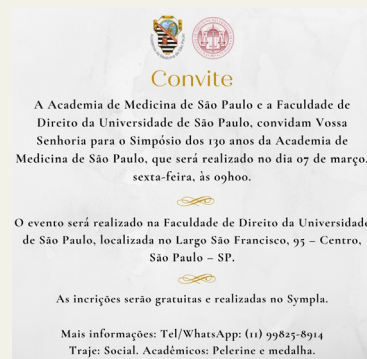 Convite
A Academia de Medicina de São Paulo e a Faculdade de
Direito da Universidade de São Paulo, convidam Vossa
Senhoria para o Simpósio dos 130 anos da Academia de
Medicina de São Paulo, que será realizado no dia 07 de março,
sexta-feira, às 09h00.
O evento será realizado na Faculdade de Direito da Universidade
de São Paulo, localizada no Largo São Francisco, 95 – Centro,
São Paulo – SP.
As incrições serão gratuitas e realizadas no Sympla.
Mais informações: Tel/WhatsApp: (11) 99825-8914
Traje: Social. Acadêmicos: Pelerine e medalha.